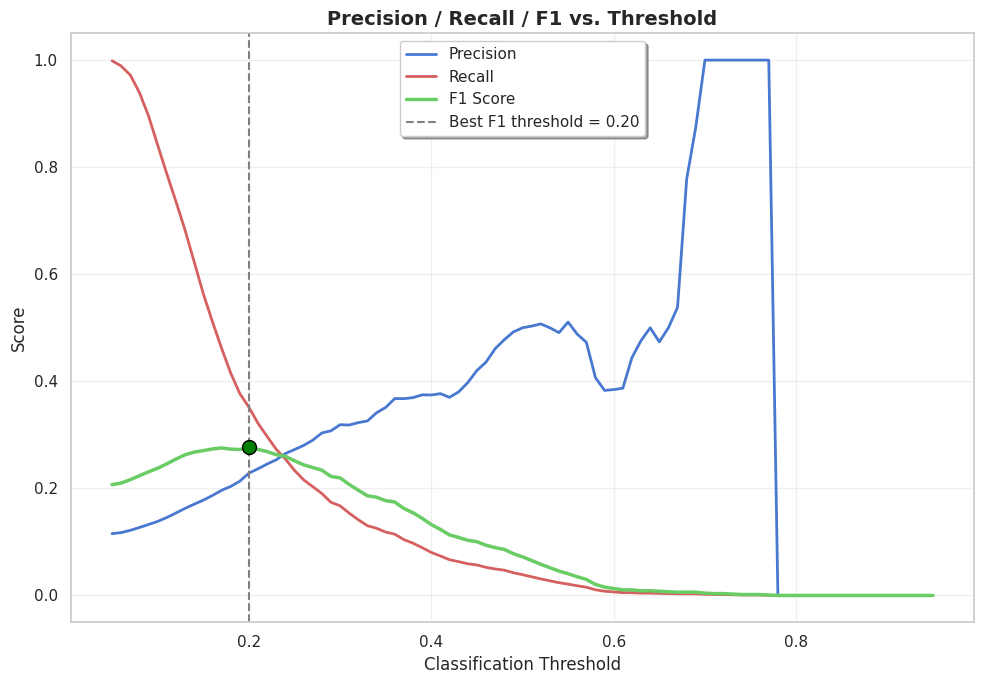 Precision / Recall / F1 vs. Threshold
Precision
Recall
F1 Score
Best F1 threshold = 0.20
Score
1.0
0.8
0.6
0.4
0.2
0.0
0.2
0.4
0.6
0.8
Classification Threshold